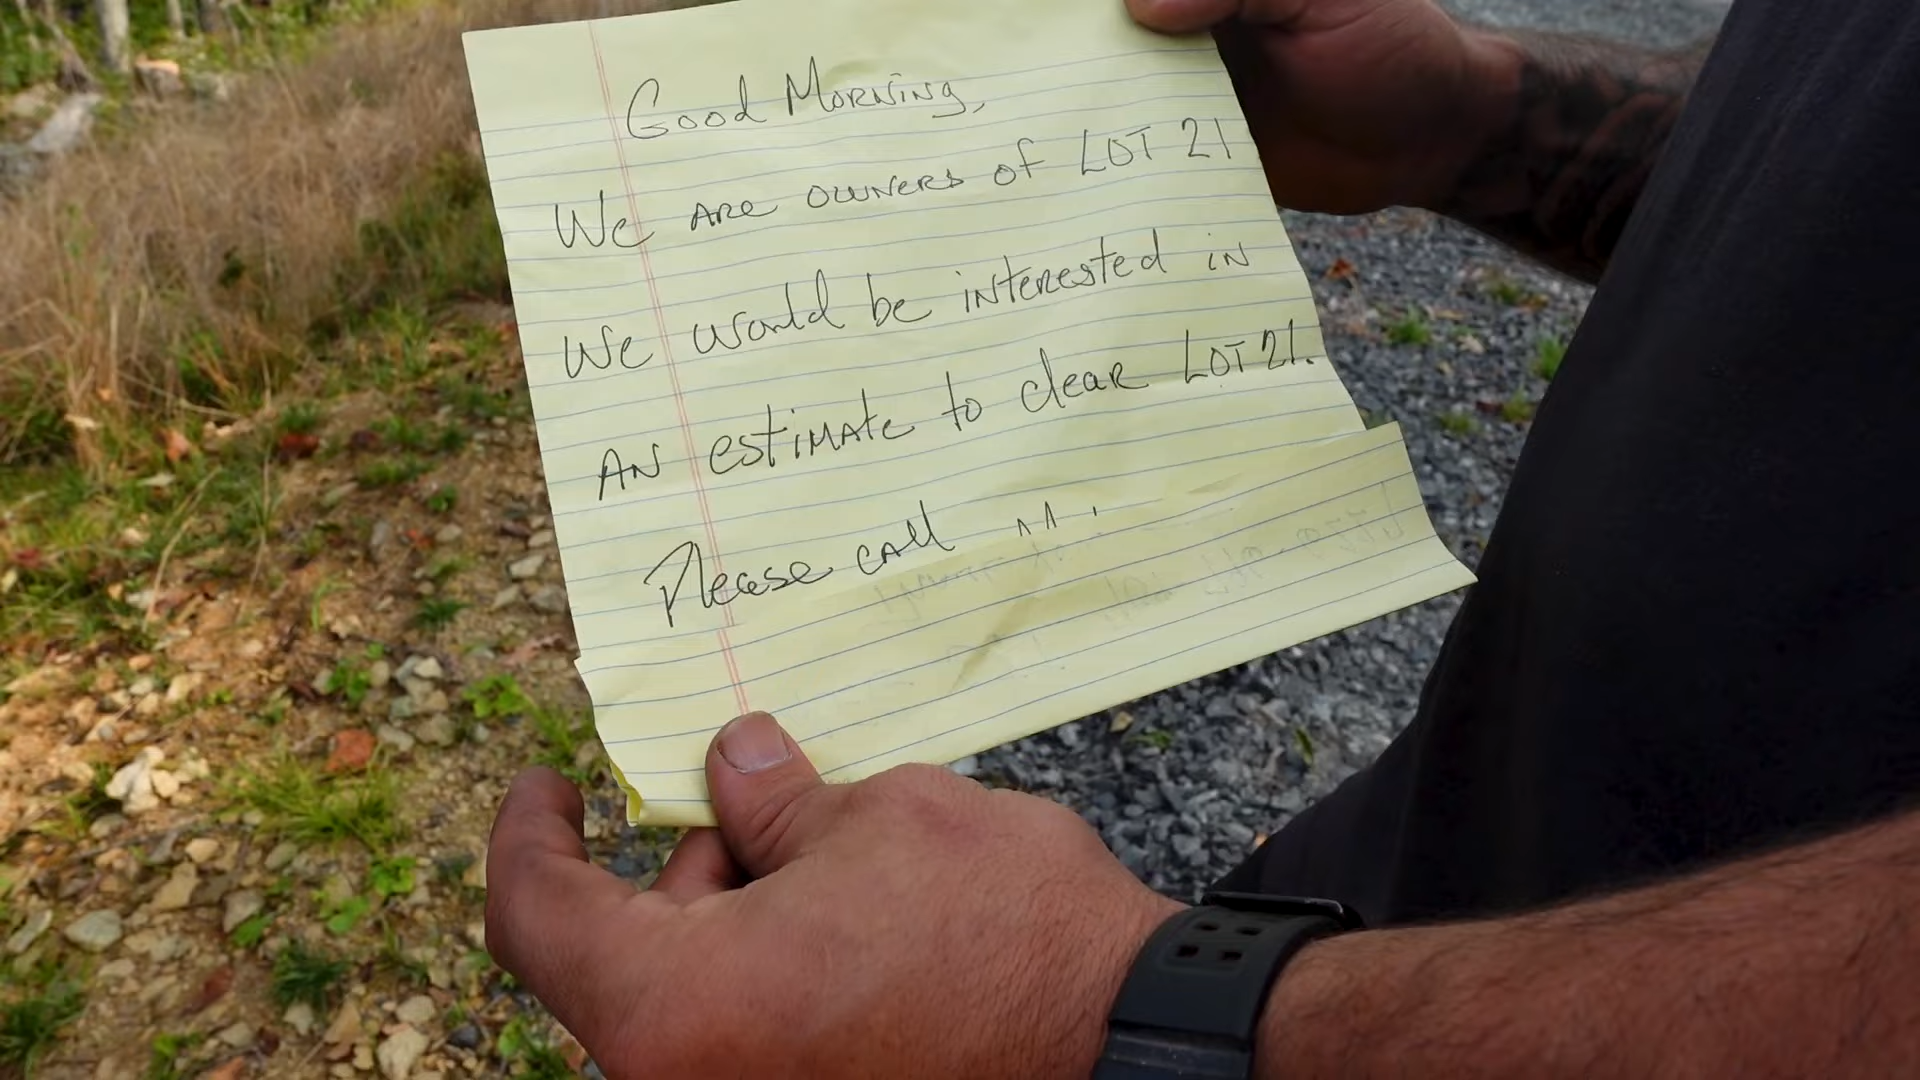 Good Morning,
We are owners of LOT 21
We would be interested in
an estimate to clear LOT 21.
Please call